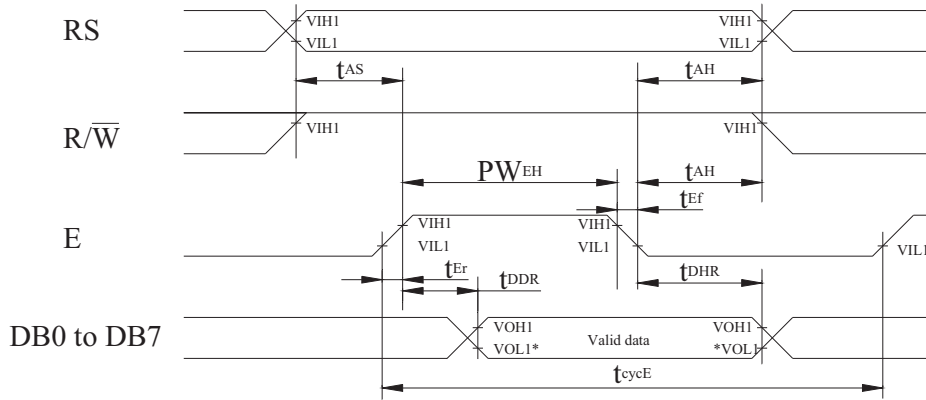 RS
VIH1 VIH1
VIL1 VIL1
tAS tAH
R/W̅
VIH1 VIH1
PWEH tAH
tEf
E
VIH1 VIH1
VIL1 VIL1 VIL1
tEr tDDR tDHR
DB0 to DB7
VOH1 Valid data VOH1
VOL1* *VOL1
tcycE